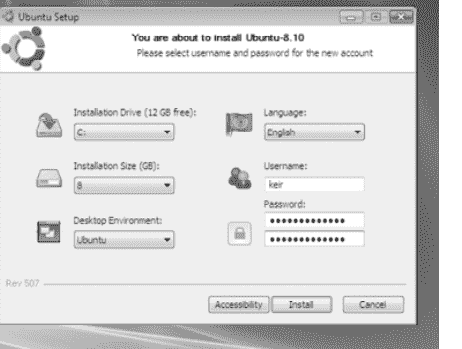 Ubuntu Setup
You are about to install Ubuntu-8.10
Please select username and password for the new account
Installation Drive (12 GB free):
C:
Language:
English
Installation Size (GB):
8
Username:
keir
Password:
•••••••••••••
•••••••••••••
Desktop Environment:
Ubuntu
Rev 507
Accessibility
Install
Cancel